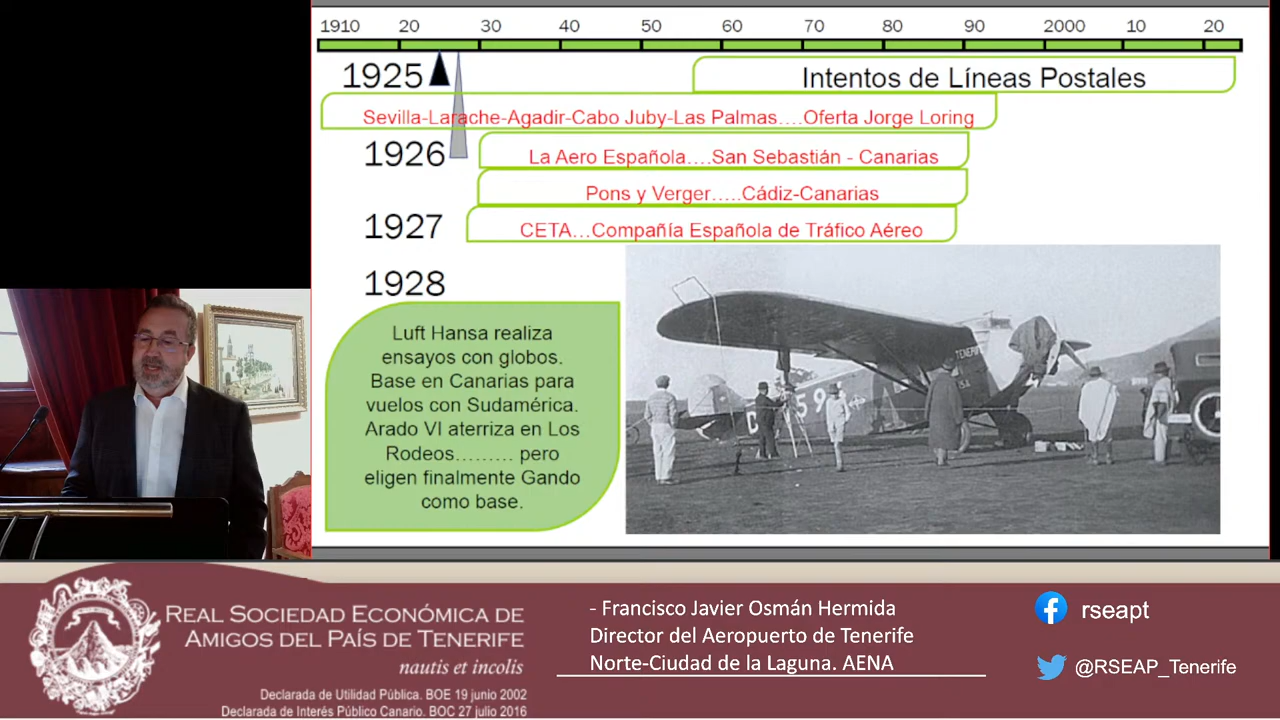 1910 20 30 40 50 60 70 80 90 2000 10 20
1925
Intentos de Líneas Postales
Sevilla-Larache-Agadir-Cabo Juby-Las Palmas....Oferta Jorge Loring
1926
La Aero Española....San Sebastián - Canarias
Pons y Verger.....Cádiz-Canarias
1927
CETA...Compañía Española de Tráfico Aéreo
1928
Luft Hansa realiza
ensayos con globos.
Base en Canarias para
vuelos con Sudamérica.
Arado VI aterriza en Los
Rodeos......... pero
eligen finalmente Gando
como base.
TENERIF
D 59
REAL SOCIEDAD ECONÓMICA DE
AMIGOS DEL PAÍS DE TENERIFE
nautis et incolis
Declarada de Utilidad Pública. BOE 19 junio 2002
Declarada de Interés Público Canario. BOC 27 julio 2016
- Francisco Javier Osmán Hermida
Director del Aeropuerto de Tenerife
Norte-Ciudad de la Laguna. AENA
rseapt
@RSEAP_Tenerife